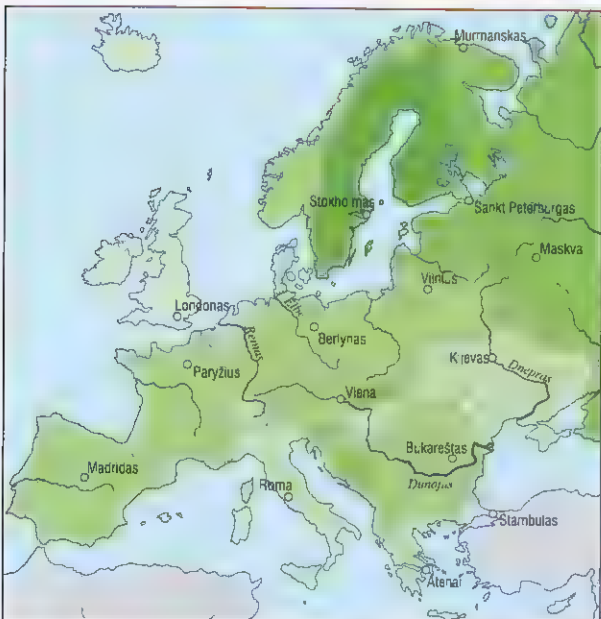 Murmanskas
Stokholmas
Sankt Peterburgas
Maskva
Vilnius
Londonas
Elbė
Berlynas
Reinas
Paryžius
Kijevas
Dnepras
Viena
Bukareštas
Dunojus
Madridas
Roma
Stambulas
Atėnai